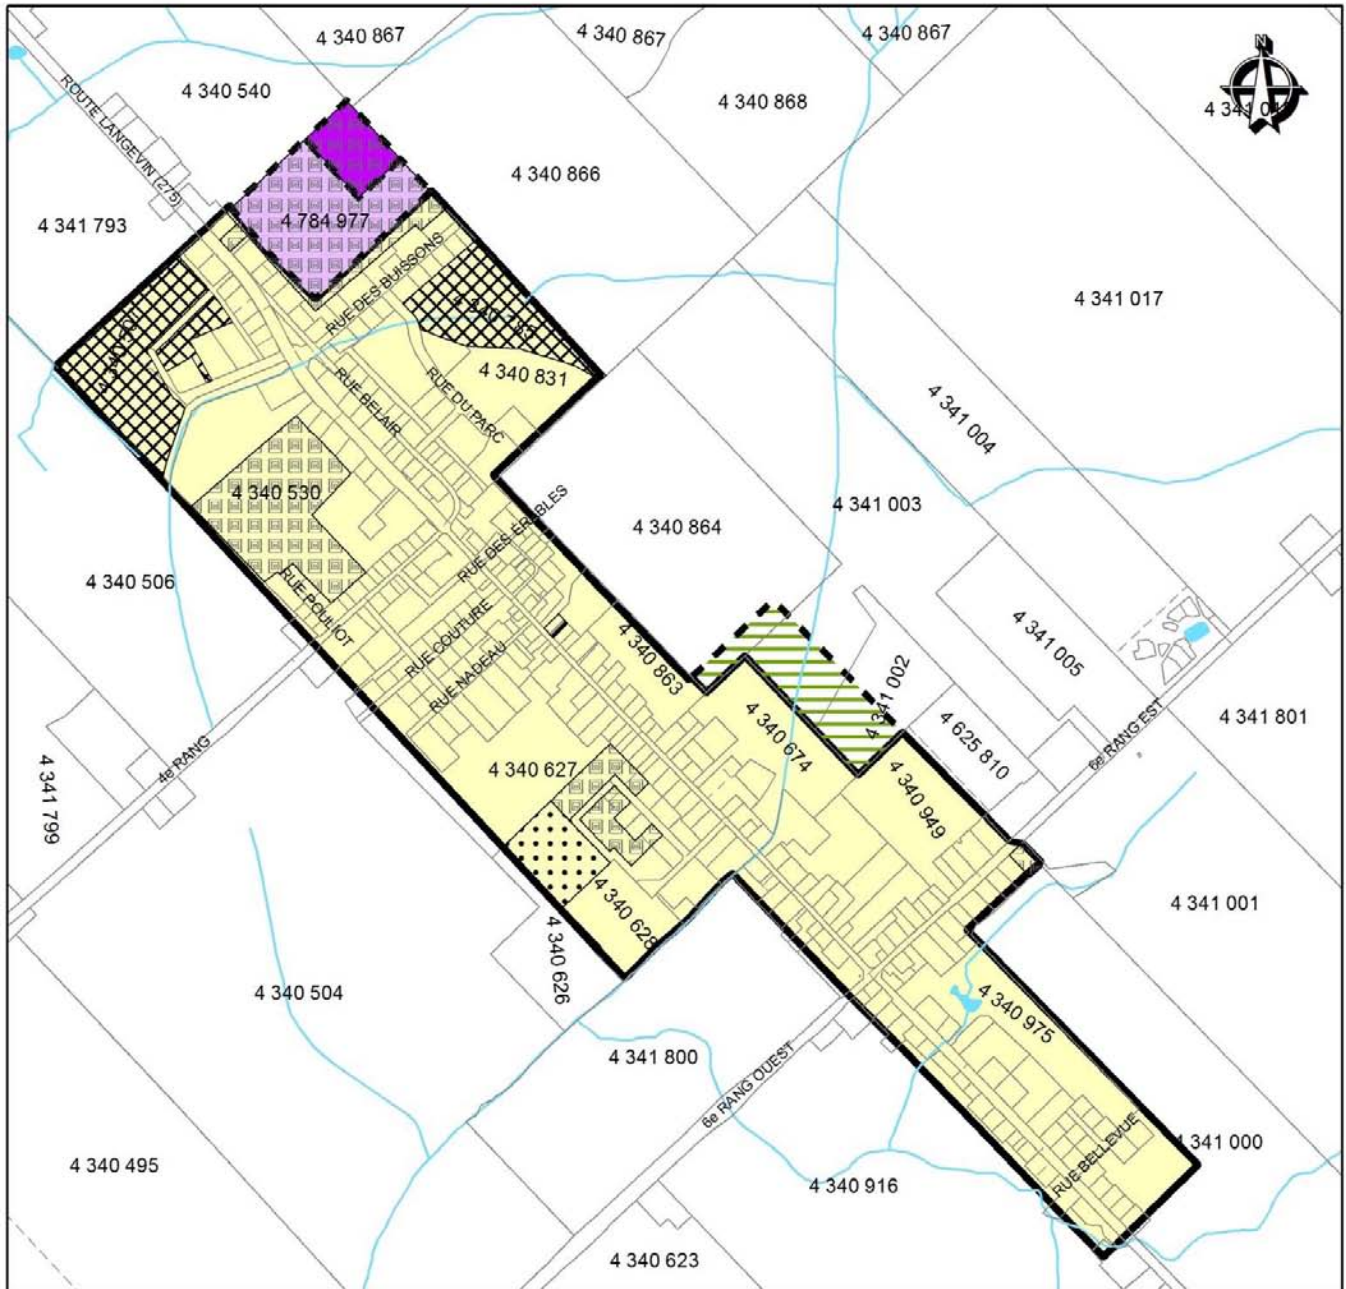 4 340 867
4 340 867
4 340 867
N
ROUTE LANGEVIN (275)
4 340 540
4 340 868
4 340 866
4 341 793
4 784 977
RUE DES BUISSONS
4 341 017
4 340 831
RUE BELAIR
RUE DU PARC
4 341 004
4 340 530
RUE DES ÉRABLES
4 340 864
4 341 003
4 340 506
RUE POULIOT
RUE COUTURE
RUE NADEAU
4 340 863
4 341 005
4 341 002
4 341 801
4 340 674
4 625 810
6e RANG EST
4e RANG
4 341 799
4 340 627
4 340 949
4 340 628
4 341 001
4 340 626
4 340 504
4 340 975
4 341 800
6e RANG OUEST
RUE BELLEVUE
4 341 000
4 340 495
4 340 916
4 340 623